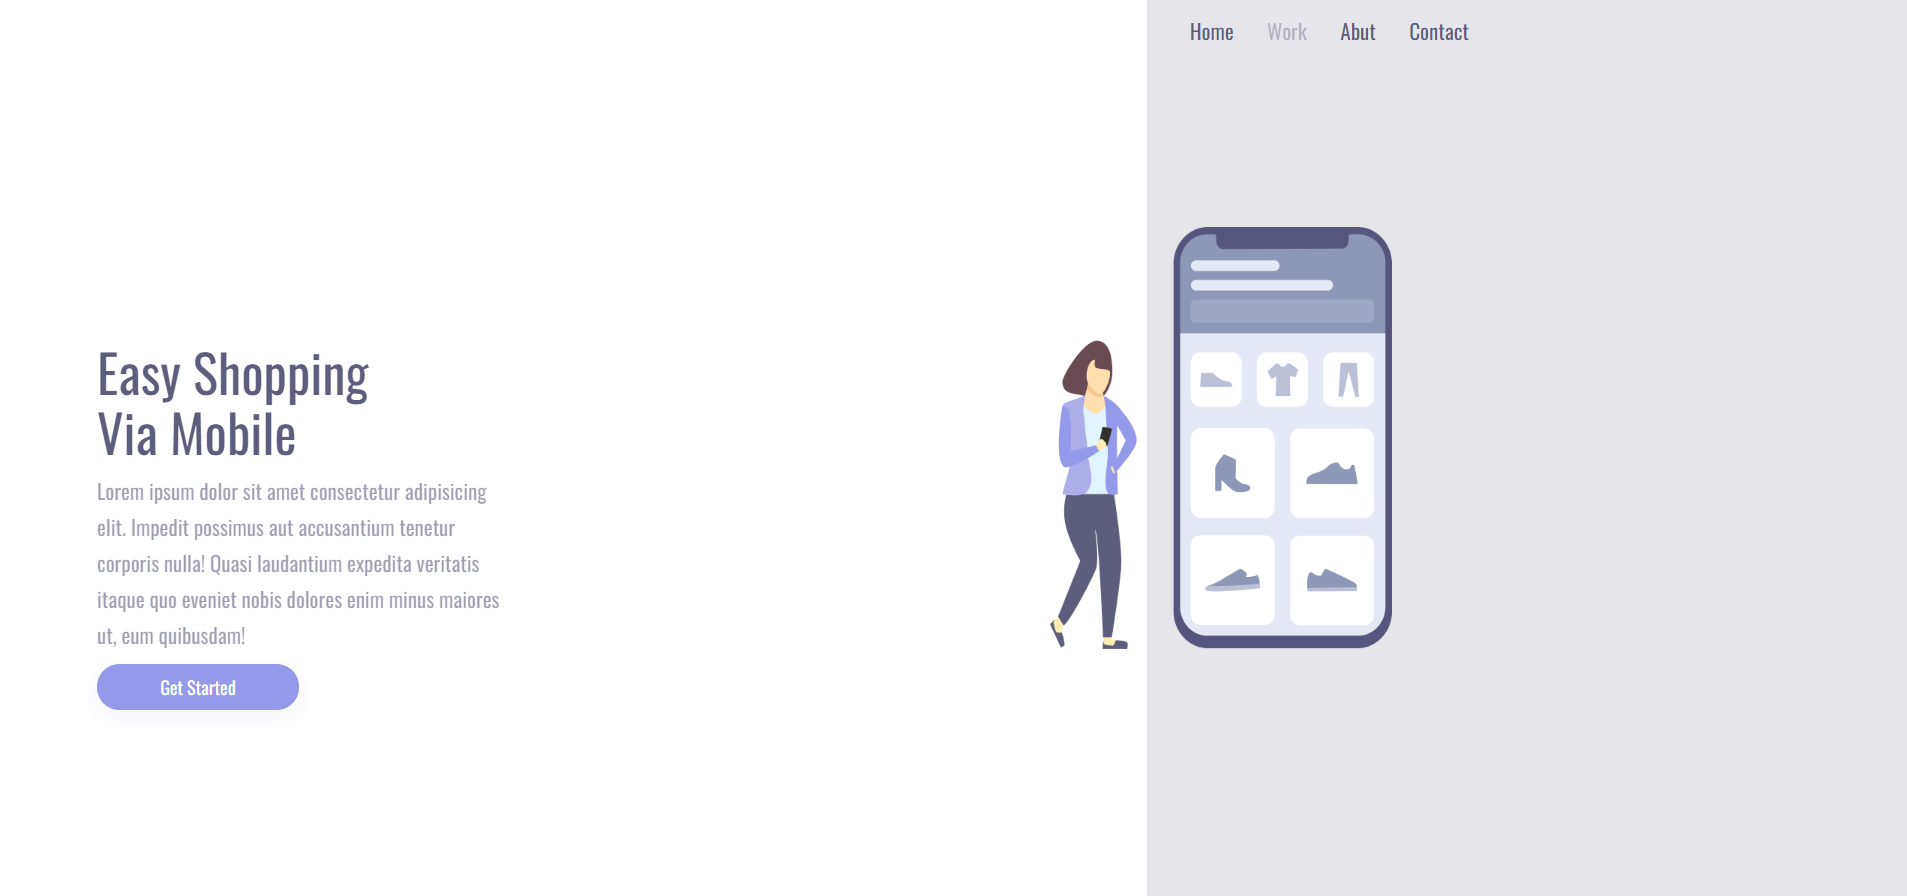 Home Work Abut Contact
Easy Shopping
Via Mobile
Lorem ipsum dolor sit amet consectetur adipisicing
elit. Impedit possimus aut accusantium tenetur
corporis nulla! Quasi laudantium expedita veritatis
itaque quo eveniet nobis dolores enim minus maiores
ut, eum quibusdam!
Get Started